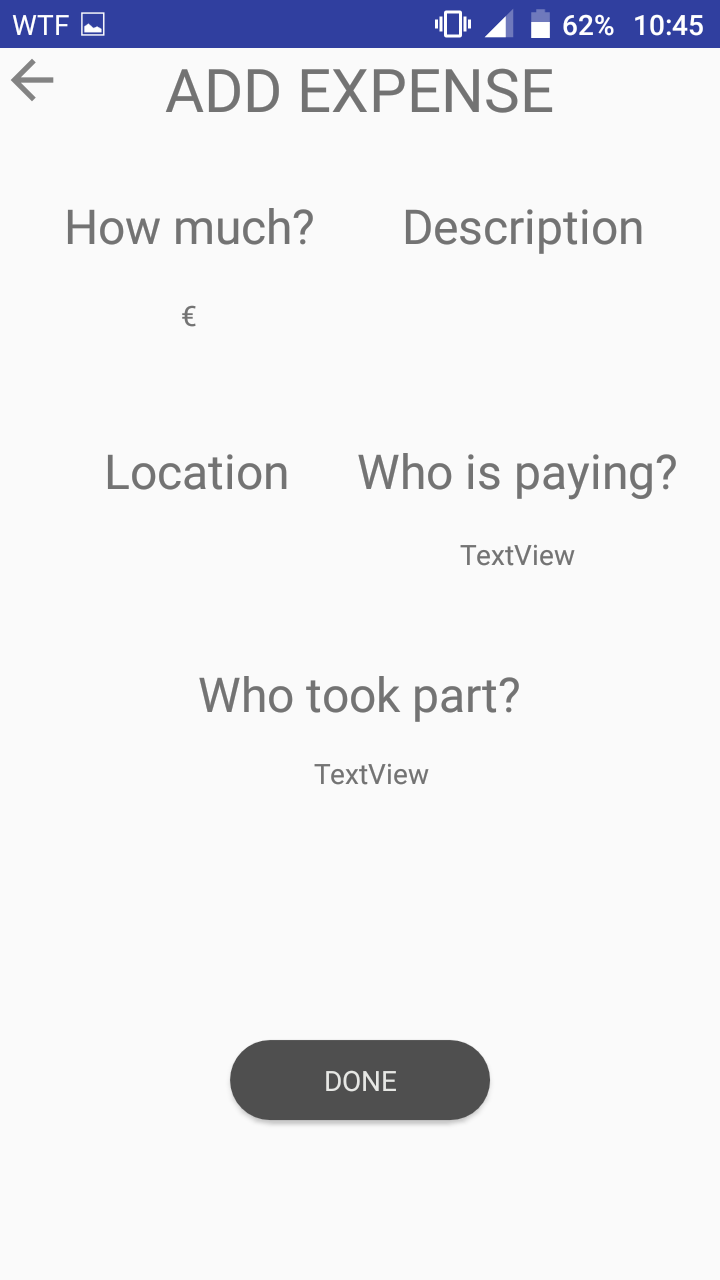 WTF 62% 10:45
ADD EXPENSE
How much? Description
€
Location Who is paying?
TextView
Who took part?
TextView
DONE